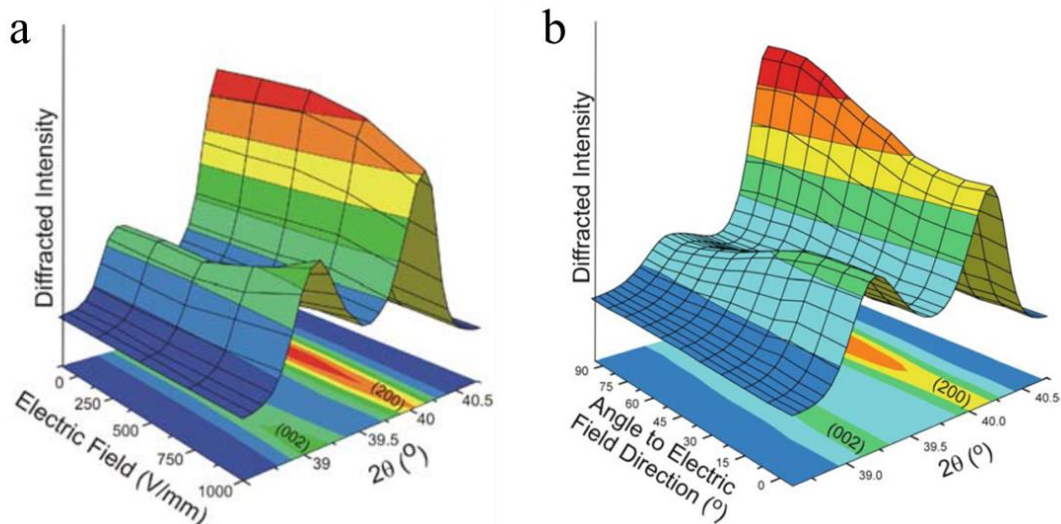 a
Diffracted Intensity
0
250
500
750
1000
Electric Field (V/mm)
39
39.5
40
40.5
2θ (º)
(002)
(200)
b
Diffracted Intensity
90
75
60
45
30
15
0
Angle to Electric
Field Direction (º)
39.0
39.5
40.0
40.5
2θ (º)
(002)
(200)